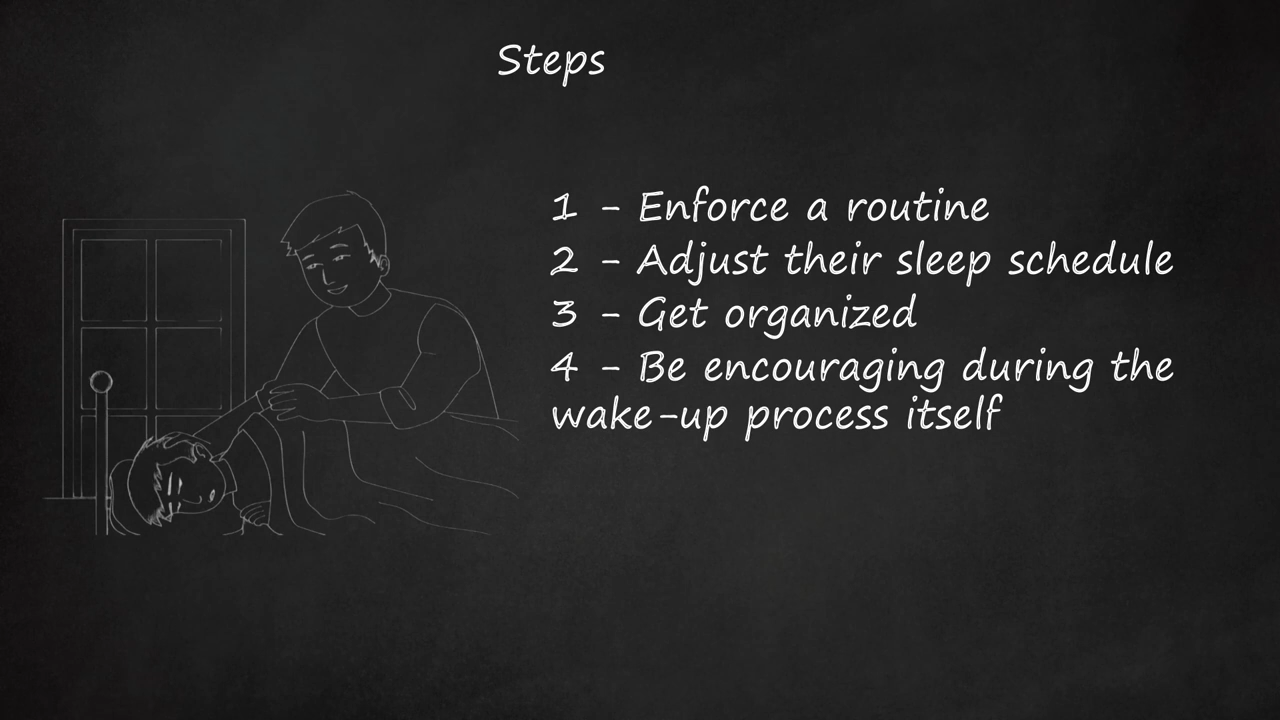 Steps
1 - Enforce a routine
2 - Adjust their sleep schedule
3 - Get organized
4 - Be encouraging during the
wake-up process itself